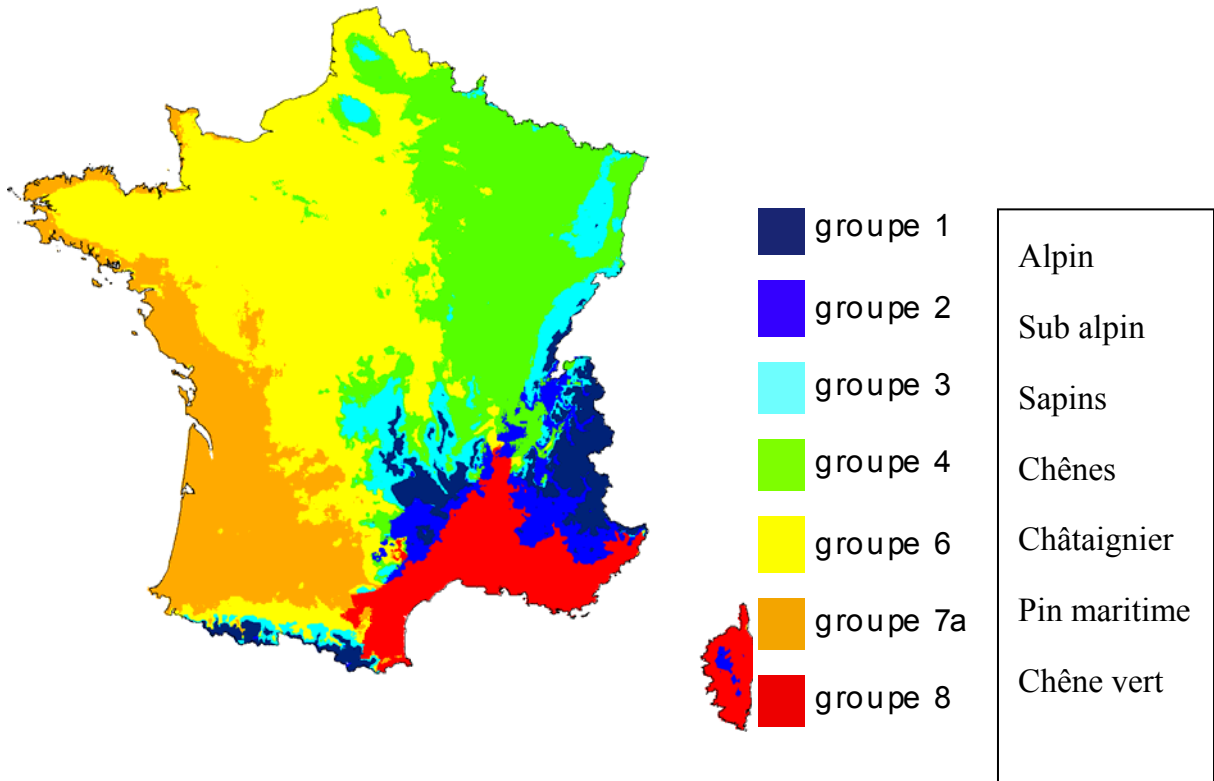 groupe 1
groupe 2
groupe 3
groupe 4
groupe 6
groupe 7a
groupe 8
Alpin
Sub alpin
Sapins
Chênes
Châtaignier
Pin maritime
Chêne vert